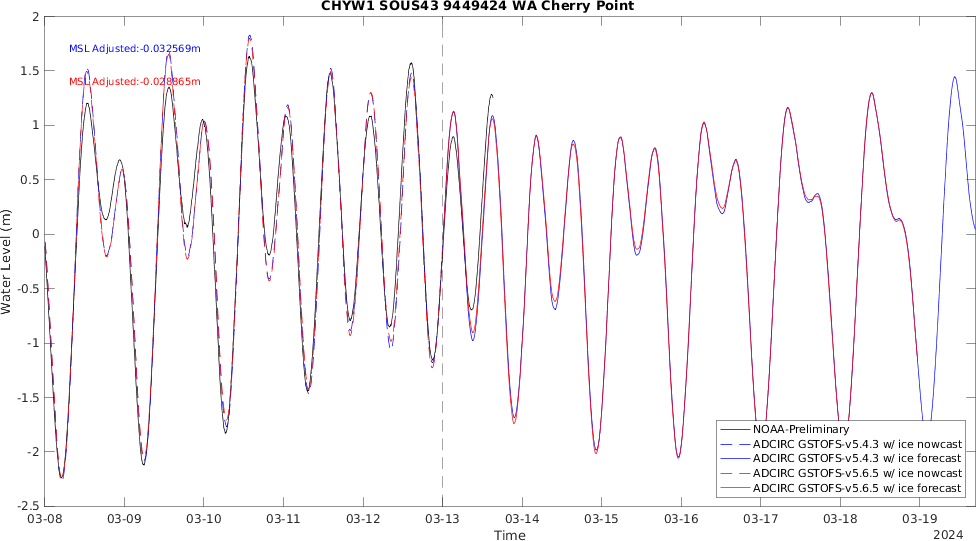 CHYW1 SOUS43 9449424 WA Cherry Point
MSL Adjusted:-0.032569m
MSL Adjusted:-0.028865m
Water Level (m)
2
1.5
1
0.5
0
-0.5
-1
-1.5
-2
-2.5
NOAA-Preliminary
ADCIRC GSTOFS-v5.4.3 w/ ice nowcast
ADCIRC GSTOFS-v5.4.3 w/ ice forecast
ADCIRC GSTOFS-v5.6.5 w/ ice nowcast
ADCIRC GSTOFS-v5.6.5 w/ ice forecast
03-08 03-09 03-10 03-11 03-12 03-13 03-14 03-15 03-16 03-17 03-18 03-19
2024
Time